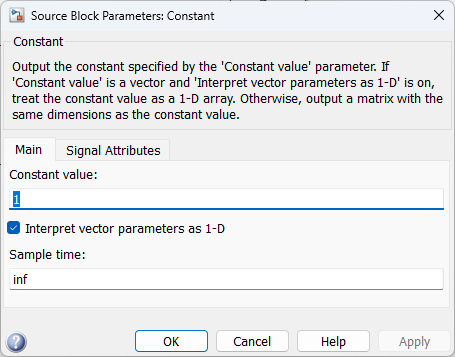 Source Block Parameters: Constant
Constant
Output the constant specified by the 'Constant value' parameter. If
'Constant value' is a vector and 'Interpret vector parameters as 1-D' is on,
treat the constant value as a 1-D array. Otherwise, output a matrix with the
same dimensions as the constant value.
Main Signal Attributes
Constant value:
1
Interpret vector parameters as 1-D
Sample time:
inf
? OK Cancel Help Apply